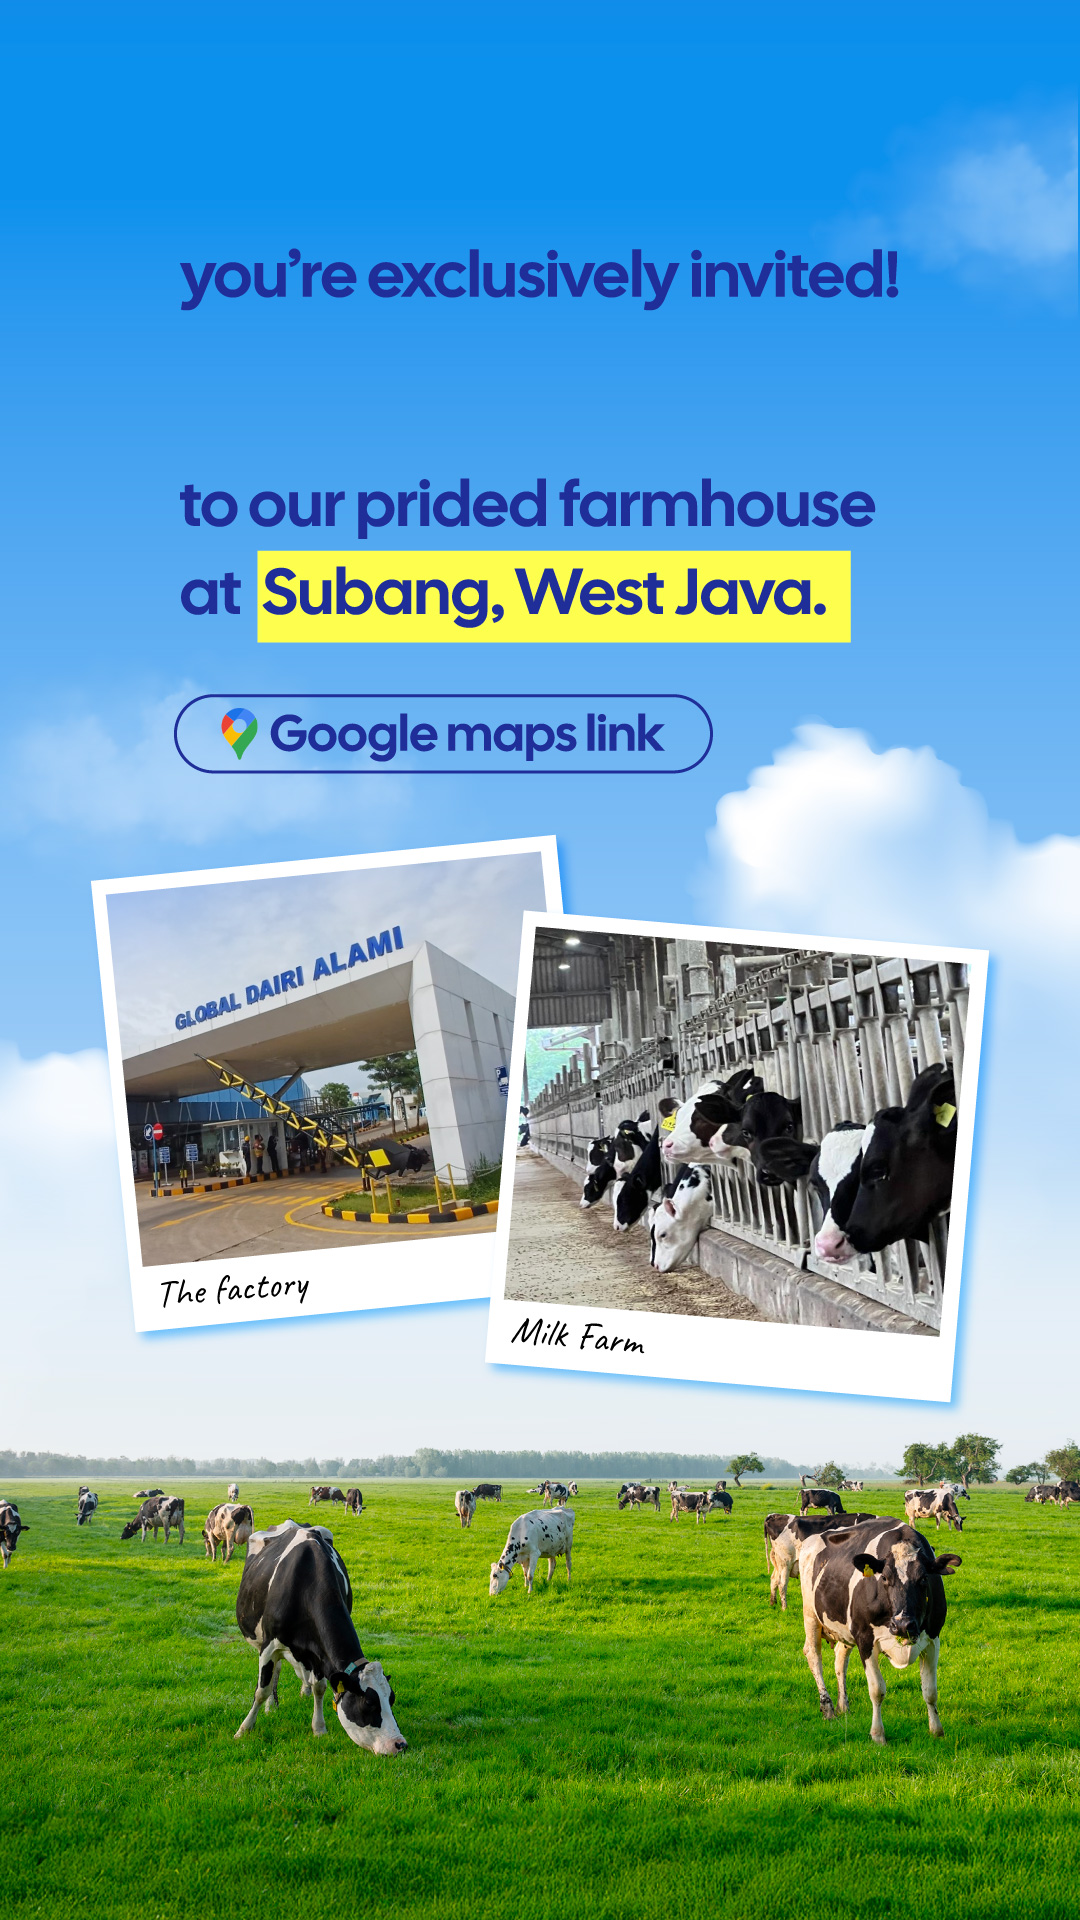 you’re exclusively invited!
to our prided farmhouse
at Subang, West Java.
Google maps link
GLOBAL DAIRI ALAMI
The factory
Milk Farm